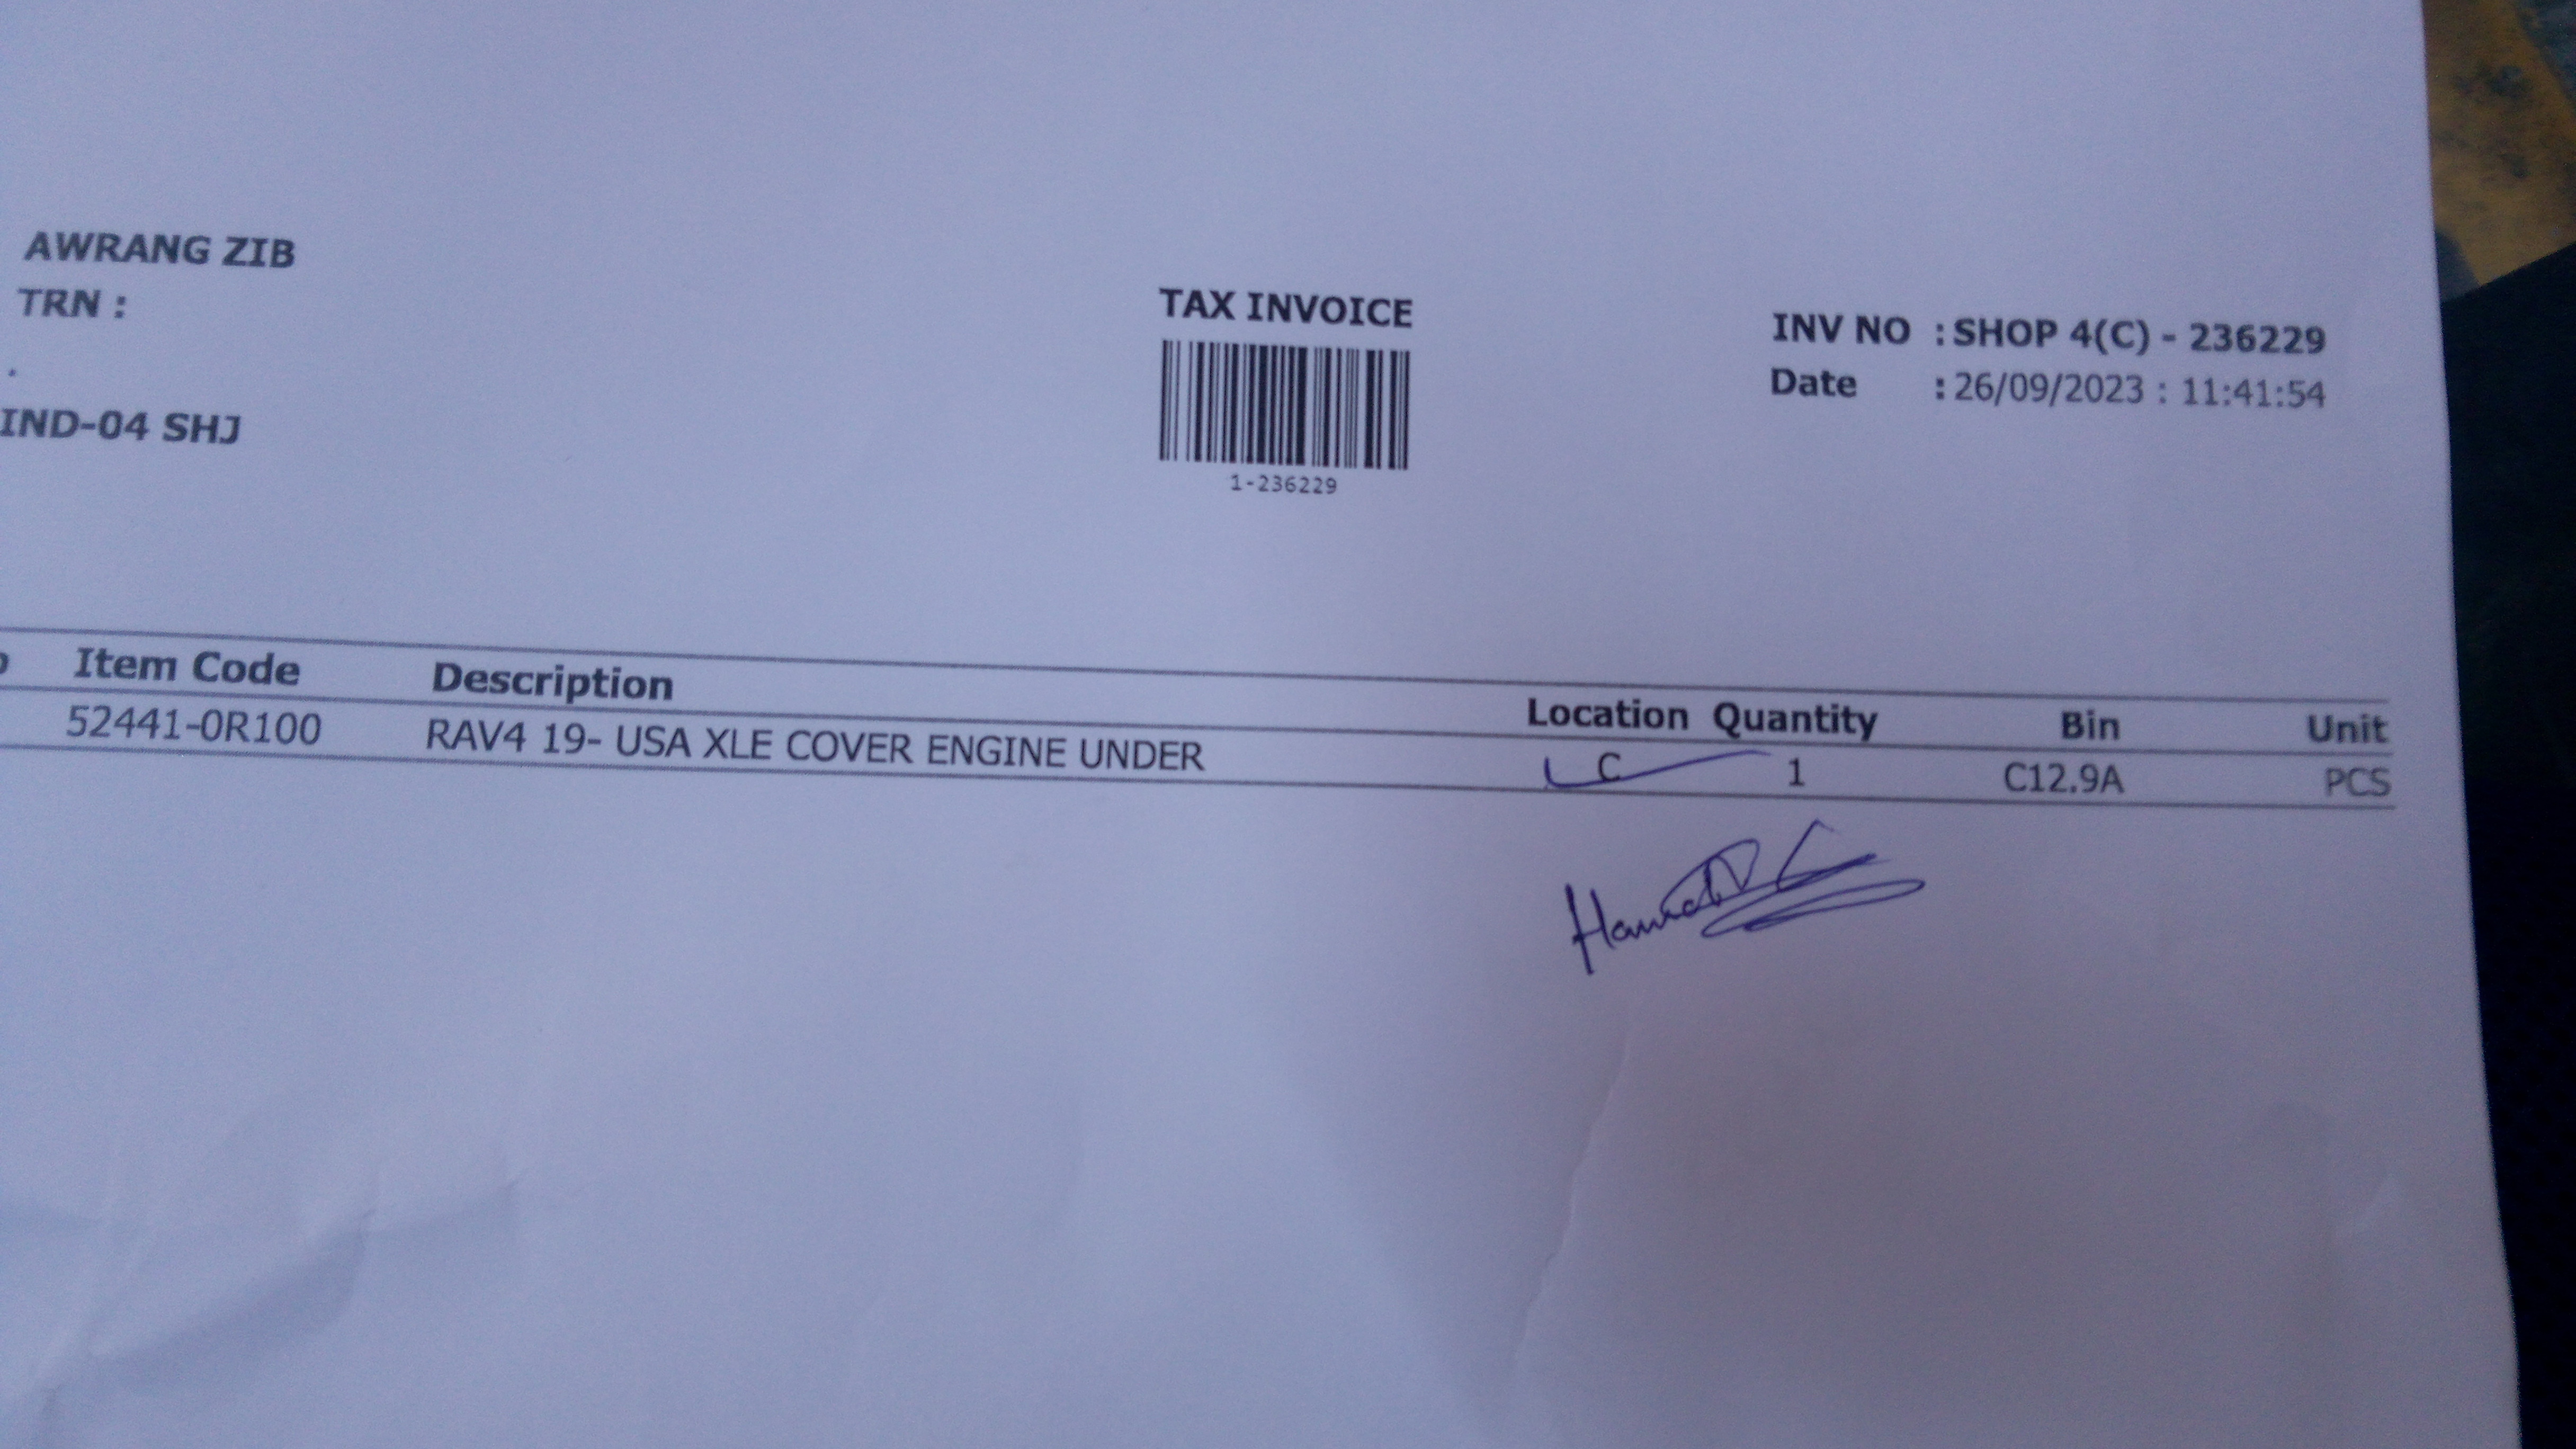 AWRANG ZIB
TRN :
.
IND-04 SHJ
TAX INVOICE
1-236229
INV NO : SHOP 4(C) - 236229
Date : 26/09/2023 : 11:41:54
Item Code Description Location Quantity Bin Unit
52441-0R100 RAV4 19- USA XLE COVER ENGINE UNDER C 1 C12.9A PCS